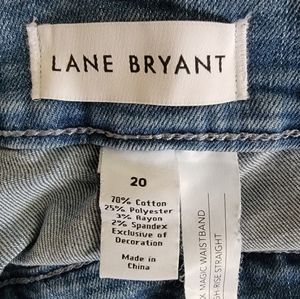 LANE BRYANT
20
70% Cotton
25% Polyester
3% Rayon
2% Spandex
Exclusive of
Decoration
Made in
China
MAGIC WAISTBAND
GH-RISE STRAIGHT